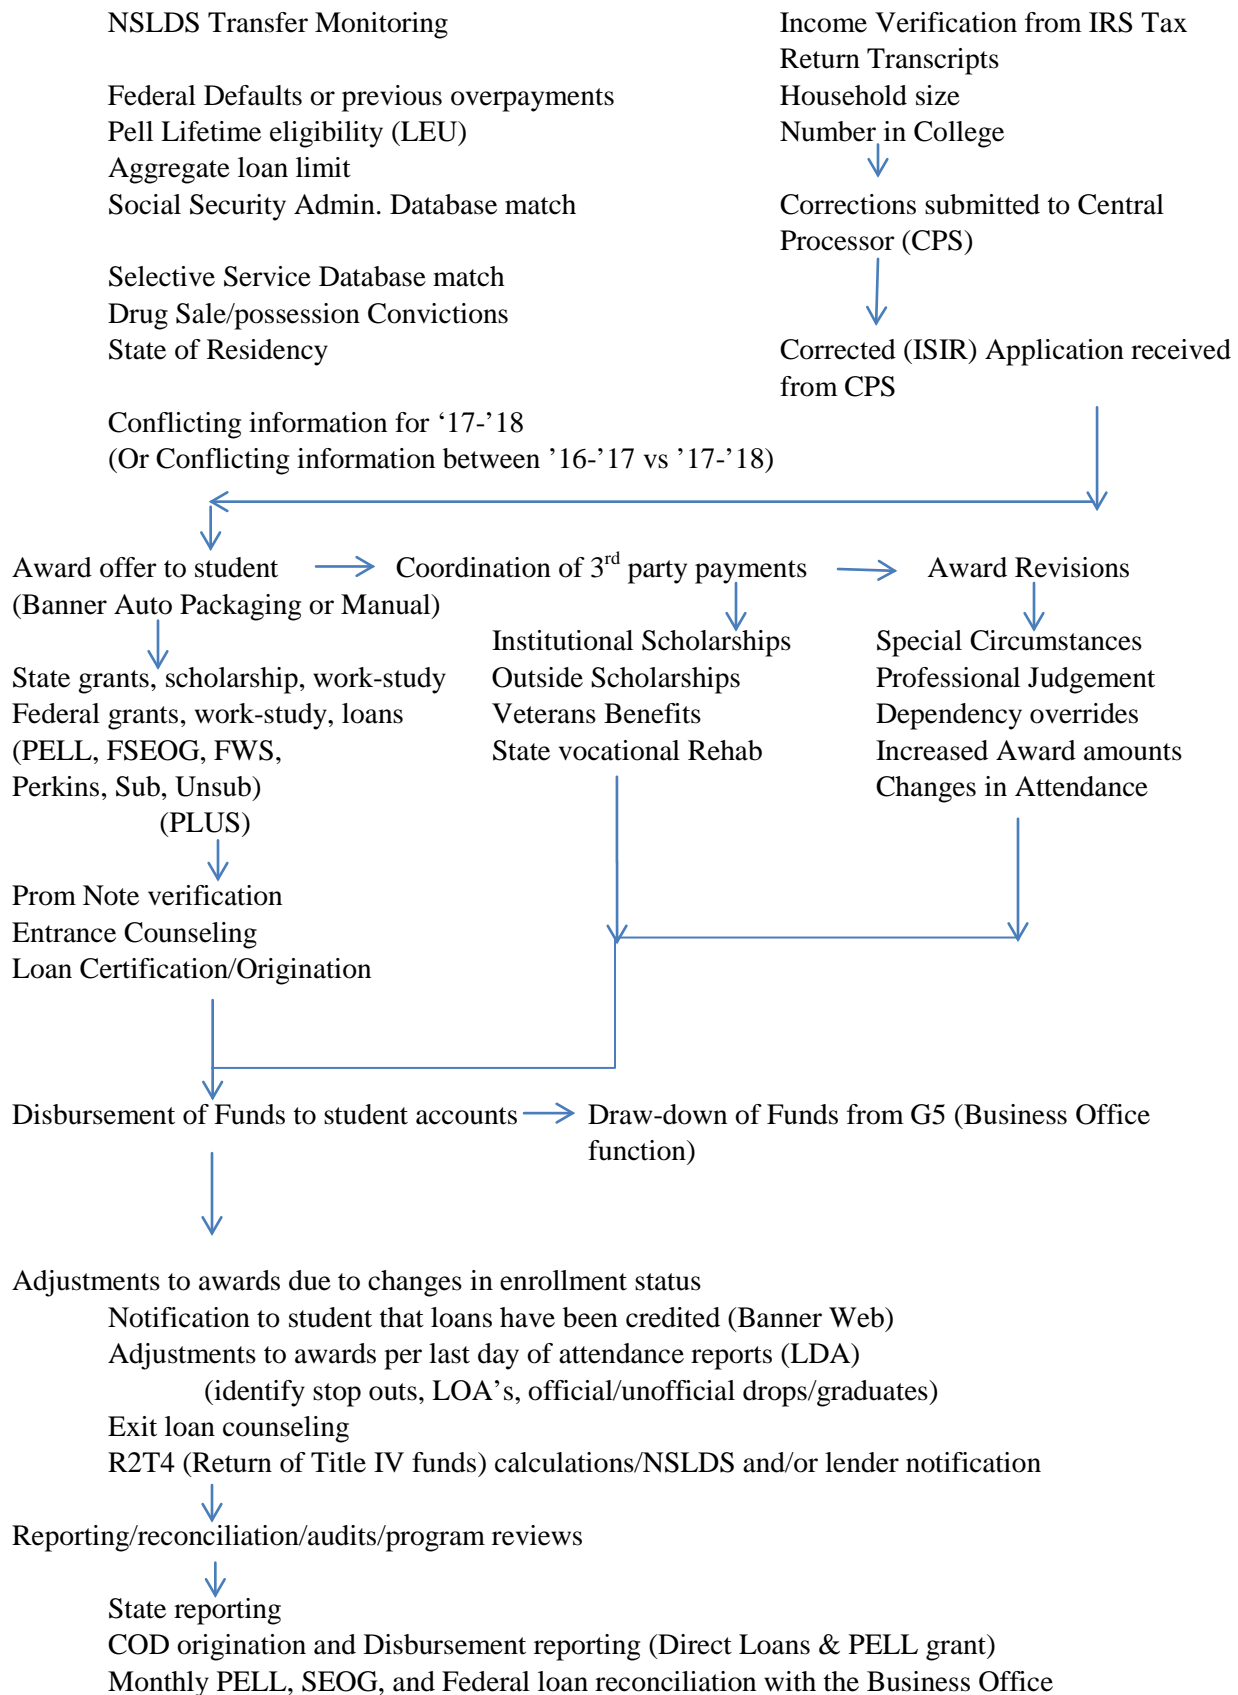 NSLDS Transfer Monitoring
Federal Defaults or previous overpayments
Pell Lifetime eligibility (LEU)
Aggregate loan limit
Social Security Admin. Database match
Selective Service Database match
Drug Sale/possession Convictions
State of Residency
Conflicting information for ‘17-’18
(Or Conflicting information between ’16-’17 vs ’17-’18)
Income Verification from IRS Tax
Return Transcripts
Household size
Number in College
Corrections submitted to Central
Processor (CPS)
Corrected (ISIR) Application received
from CPS
Award offer to student
(Banner Auto Packaging or Manual)
State grants, scholarship, work-study
Federal grants, work-study, loans
(PELL, FSEOG, FWS,
Perkins, Sub, Unsub)
(PLUS)
Prom Note verification
Entrance Counseling
Loan Certification/Origination
Coordination of 3rd party payments
Institutional Scholarships
Outside Scholarships
Veterans Benefits
State vocational Rehab
Award Revisions
Special Circumstances
Professional Judgement
Dependency overrides
Increased Award amounts
Changes in Attendance
Disbursement of Funds to student accounts
Draw-down of Funds from G5 (Business Office
function)
Adjustments to awards due to changes in enrollment status
Notification to student that loans have been credited (Banner Web)
Adjustments to awards per last day of attendance reports (LDA)
(identify stop outs, LOA’s, official/unofficial drops/graduates)
Exit loan counseling
R2T4 (Return of Title IV funds) calculations/NSLDS and/or lender notification
Reporting/reconciliation/audits/program reviews
State reporting
COD origination and Disbursement reporting (Direct Loans & PELL grant)
Monthly PELL, SEOG, and Federal loan reconciliation with the Business Office